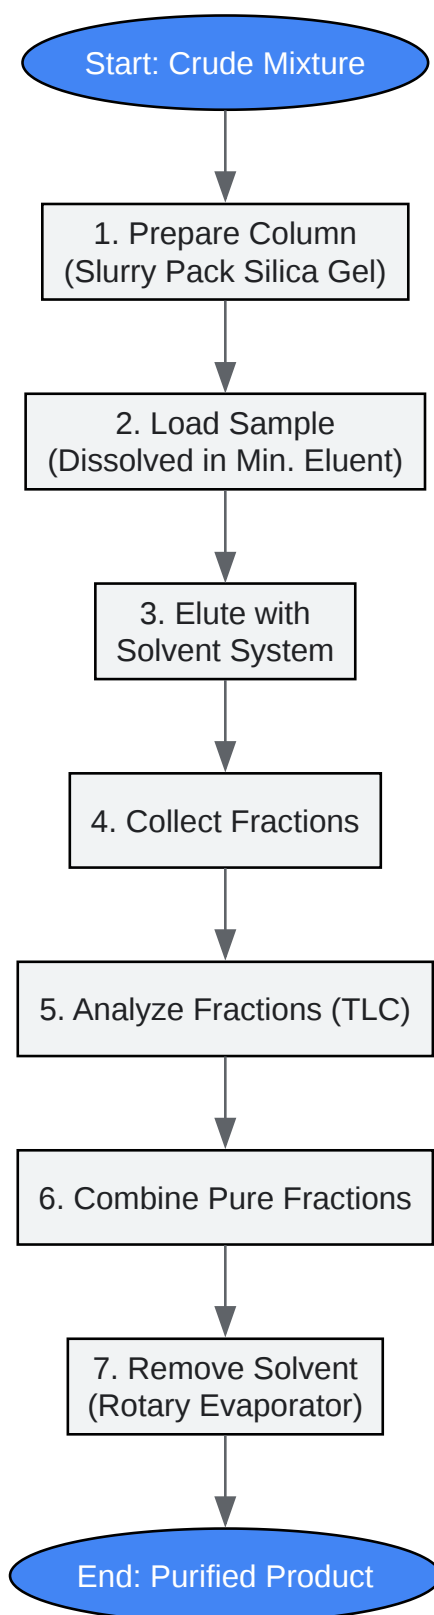 Start: Crude Mixture
1. Prepare Column
(Slurry Pack Silica Gel)
2. Load Sample
(Dissolved in Min. Eluent)
3. Elute with
Solvent System
4. Collect Fractions
5. Analyze Fractions (TLC)
6. Combine Pure Fractions
7. Remove Solvent
(Rotary Evaporator)
End: Purified Product